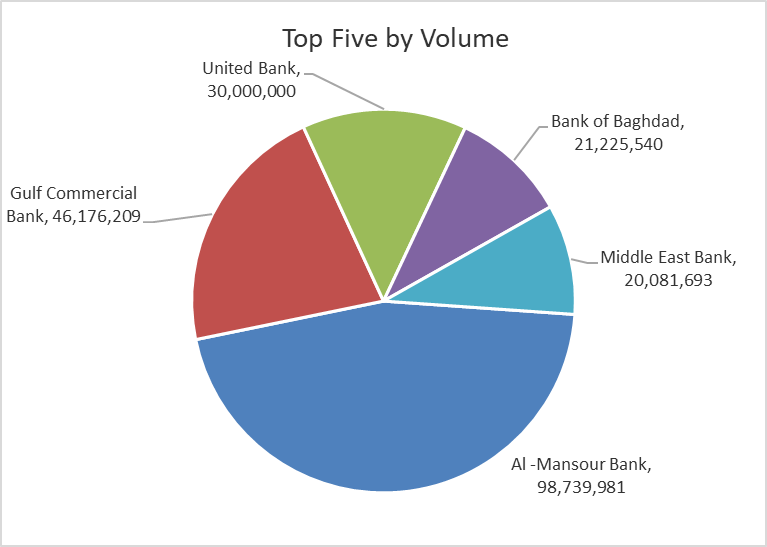 Top Five by Volume
United Bank,
30,000,000
Bank of Baghdad,
21,225,540
Gulf Commercial
Bank, 46,176,209
Middle East Bank,
20,081,693
Al -Mansour Bank,
98,739,981